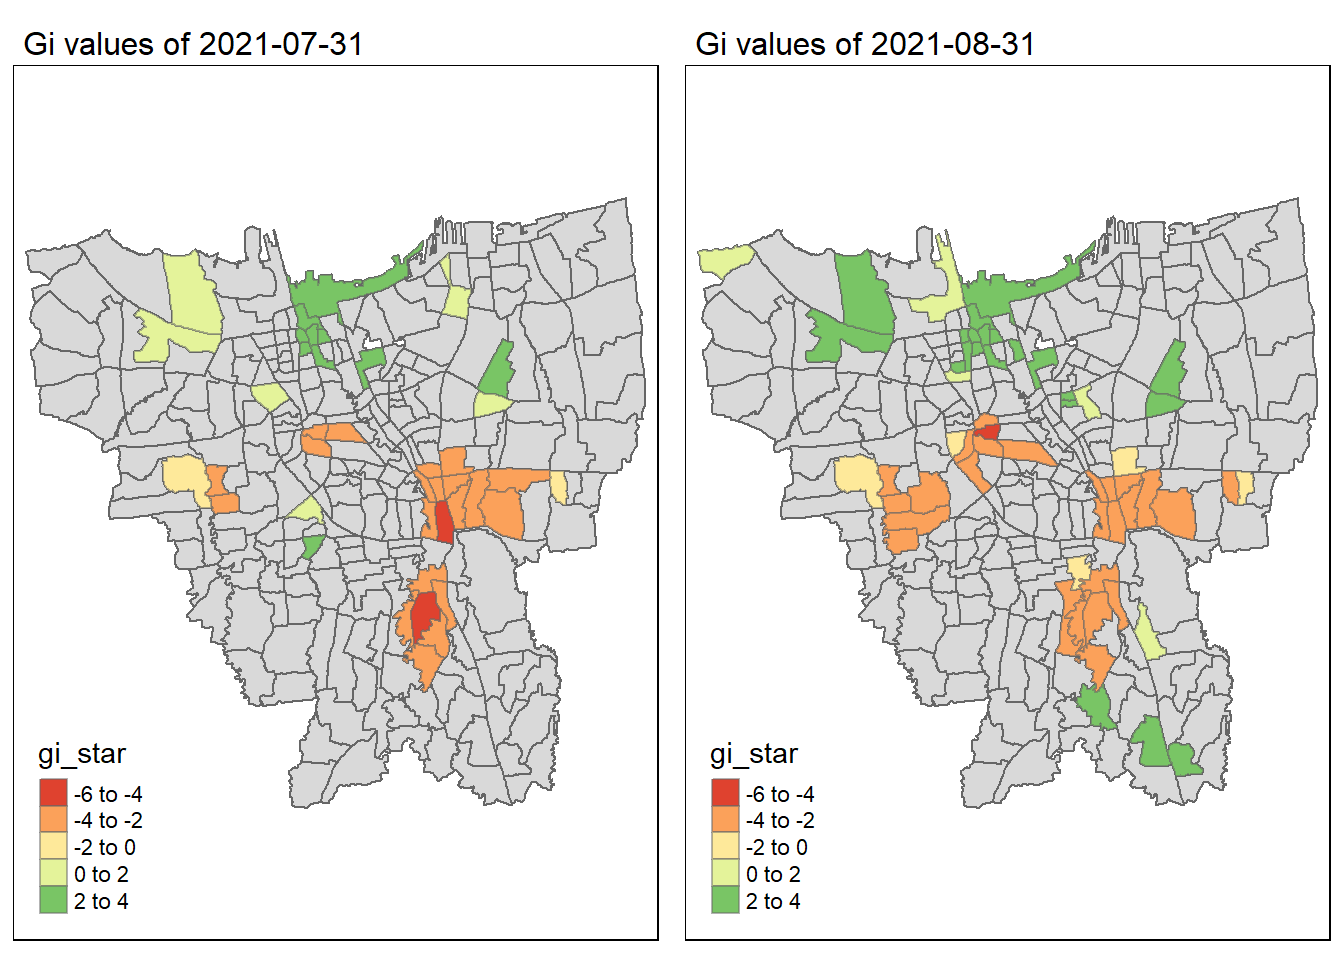 Gi values of 2021-07-31
gi_star
-6 to -4
-4 to -2
-2 to 0
0 to 2
2 to 4
Gi values of 2021-08-31
gi_star
-6 to -4
-4 to -2
-2 to 0
0 to 2
2 to 4